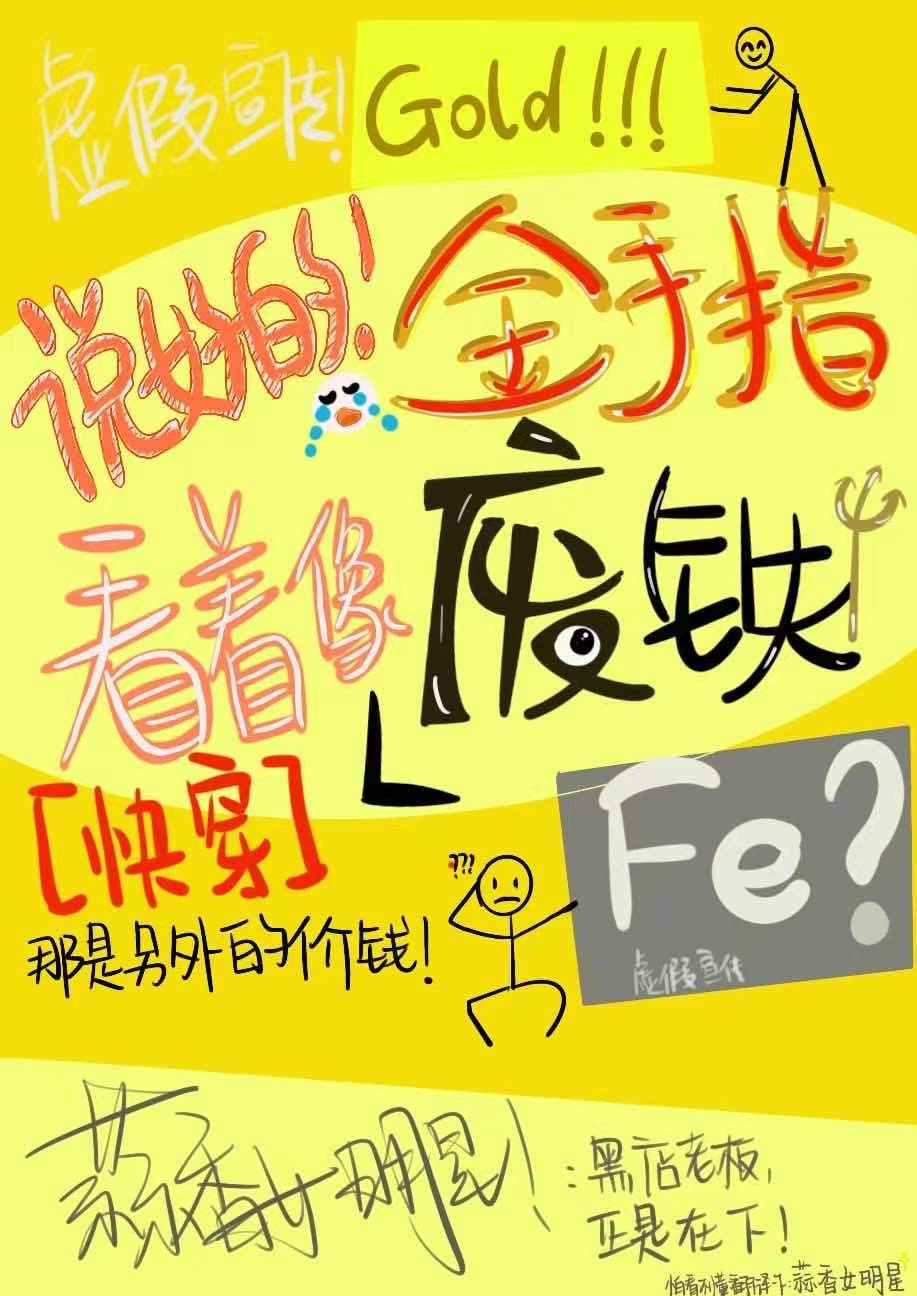 虚假宣传!
Gold!!!
说好的!
金手指
看着像
废铁
[快穿]
???
Fe?
虚假宣传
那是另外的价钱!
蒜香女明星!
:黑店老板,
正是在下!
怕看不懂翻译一下:蒜香女明星